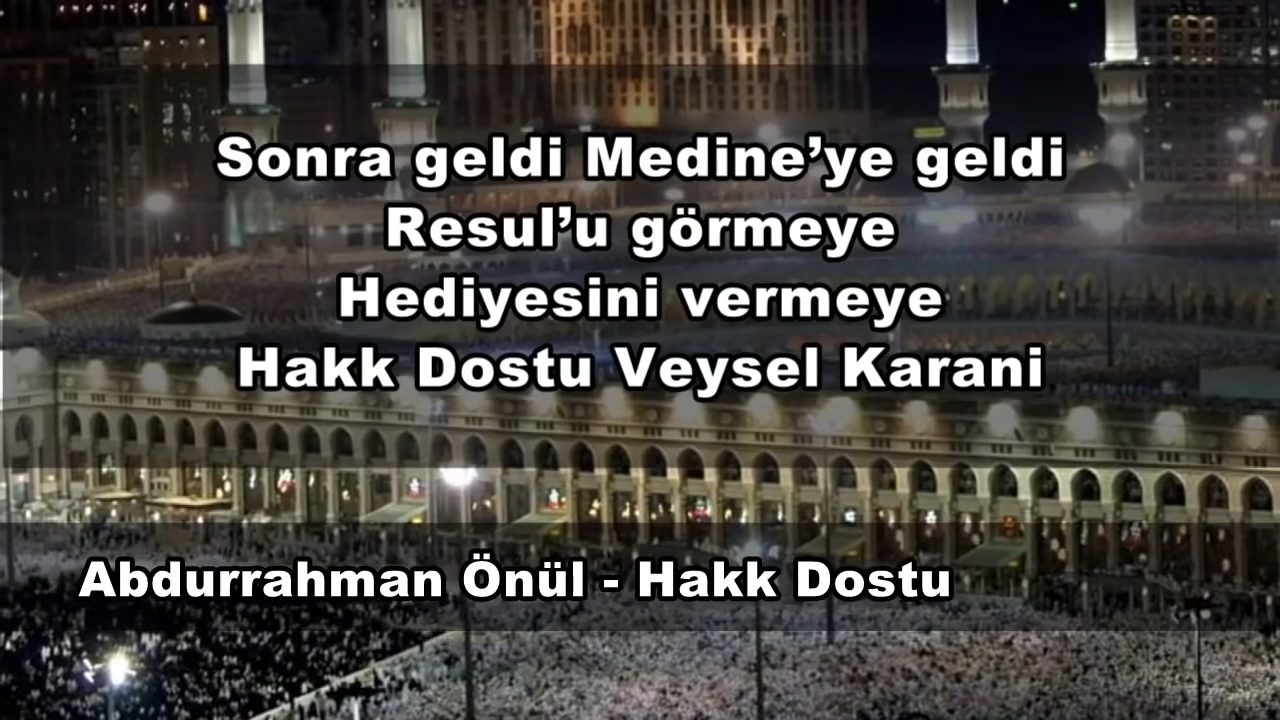 Sonra geldi Medine’ye geldi
Resul’u görmeye
Hediyesini vermeye
Hakk Dostu Veysel Karani
Abdurrahman Önül - Hakk Dostu